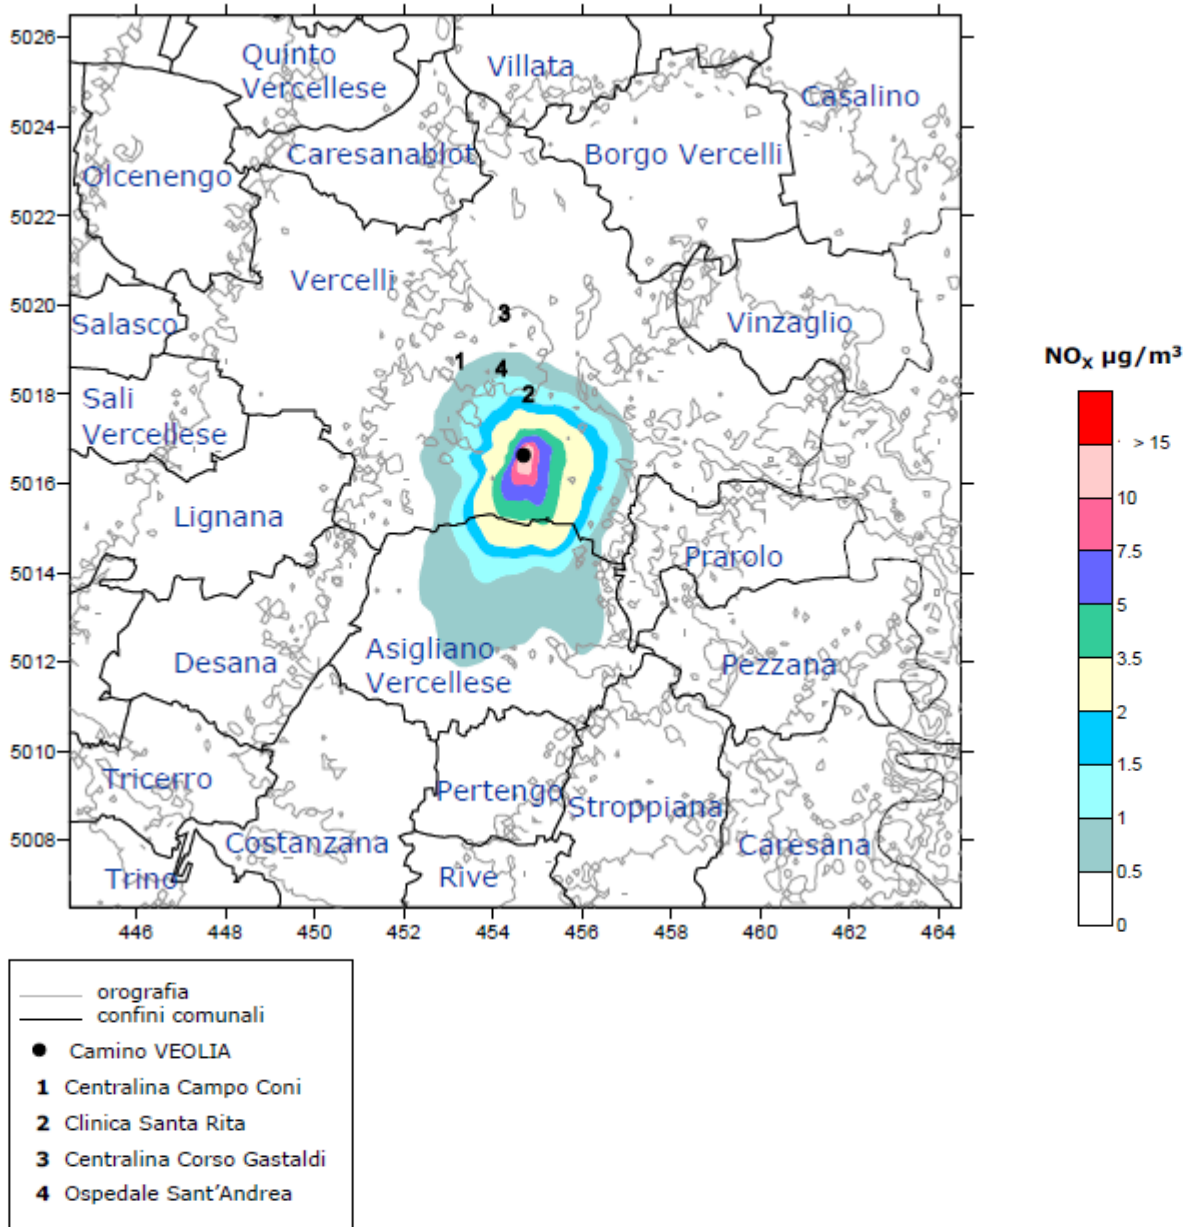 5026
5024
5022
5020
5018
5016
5014
5012
5010
5008
Quinto
Vercellese
Villata
Casalino
Caresanablot
Borgo Vercelli
Olcenengo
Vercelli
Salasco
3
Vinzaglio
1
4
2
Sali
Vercellese
Lignana
Prarolo
Desana
Asigliano
Vercellese
Pezzana
Tricerro
Pertengo
Stroppiana
Costanzana
Caresana
Trino
Rive
446 448 450 452 454 456 458 460 462 464
NOx µg/m³
> 15
10
7.5
5
3.5
2
1.5
1
0.5
0
orografia
confini comunali
Camino VEOLIA
1 Centralina Campo Coni
2 Clinica Santa Rita
3 Centralina Corso Gastaldi
4 Ospedale Sant'Andrea